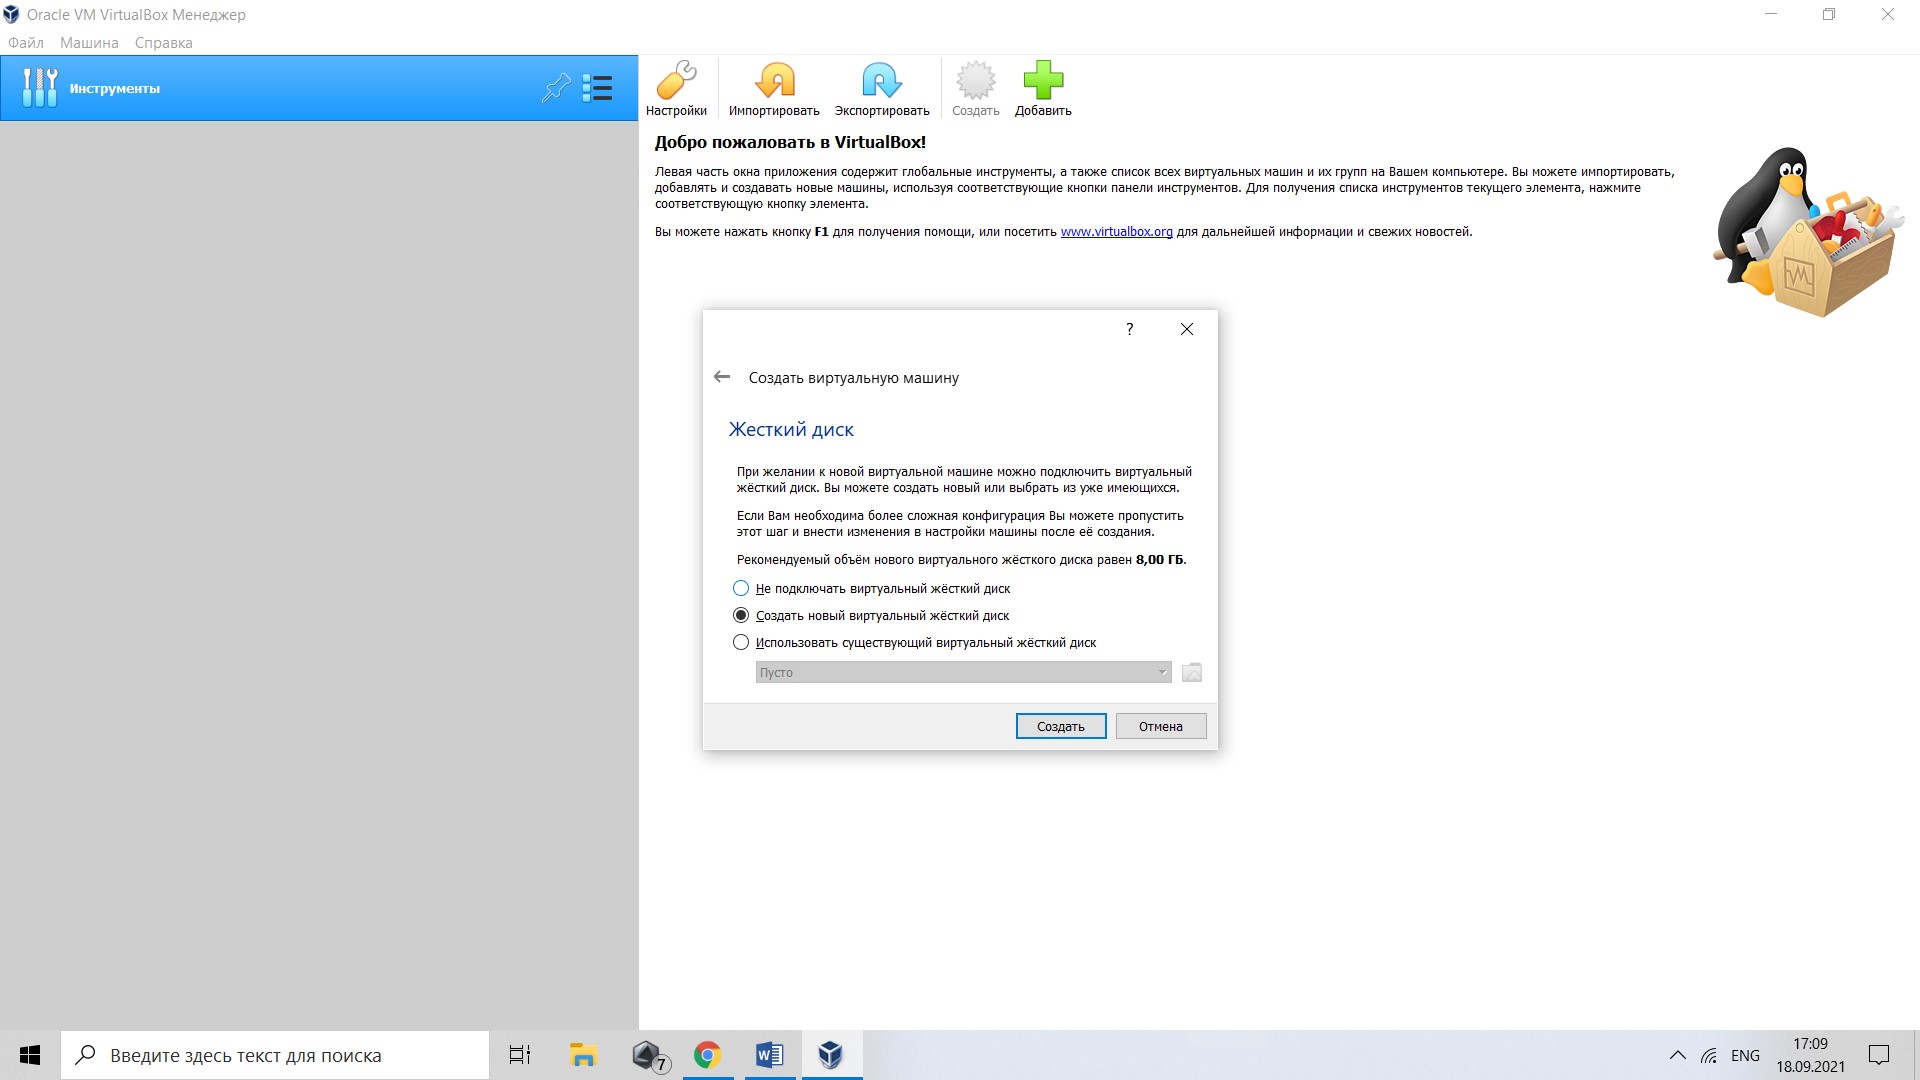 Oracle VM VirtualBox Менеджер
Файл Машина Справка
Инструменты
Настройки Импортировать Экспортировать Создать Добавить
Добро пожаловать в VirtualBox!
Левая часть окна приложения содержит глобальные инструменты, а также список всех виртуальных машин и их групп на Вашем компьютере. Вы можете импортировать,
добавлять и создавать новые машины, используя соответствующие кнопки панели инструментов. Для получения списка инструментов текущего элемента, нажмите
соответствующую кнопку элемента.
Вы можете нажать кнопку F1 для получения помощи, или посетить www.virtualbox.org для дальнейшей информации и свежих новостей.
?
Создать виртуальную машину
Жесткий диск
При желании к новой виртуальной машине можно подключить виртуальный
жёсткий диск. Вы можете создать новый или выбрать из уже имеющихся.
Если Вам необходима более сложная конфигурация Вы можете пропустить
этот шаг и внести изменения в настройки машины после её создания.
Рекомендуемый объём нового виртуального жёсткого диска равен 8,00 ГБ.
Не подключать виртуальный жёсткий диск
Создать новый виртуальный жёсткий диск
Использовать существующий виртуальный жёсткий диск
Пусто
Создать Отмена
Введите здесь текст для поиска
7
ENG
17:09
18.09.2021